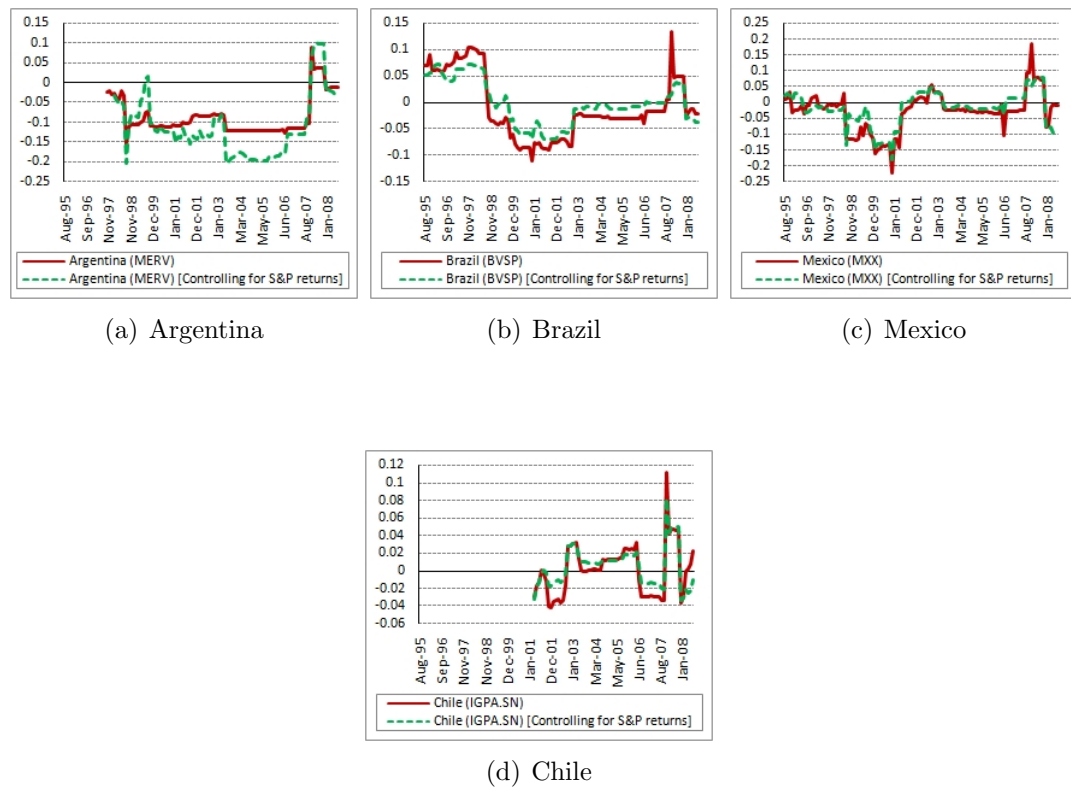 0.15
0.1
0.05
0
-0.05
-0.1
-0.15
-0.2
-0.25
Aug-95
Sep-96
Nov-97
Nov-98
Dec-99
Jan-01
Dec-01
Jan-03
Mar-04
May-05
Jun-06
Aug-07
Jan-08
Argentina (MERV)
Argentina (MERV) [Controlling for S&P returns]
(a) Argentina
0.15
0.1
0.05
0
-0.05
-0.1
-0.15
Aug-95
Sep-96
Nov-97
Nov-98
Dec-99
Jan-01
Dec-01
Jan-03
Mar-04
May-05
Jun-06
Aug-07
Jan-08
Brazil (BVSP)
Brazil (BVSP) [Controlling for S&P returns]
(b) Brazil
0.25
0.2
0.15
0.1
0.05
0
-0.05
-0.1
-0.15
-0.2
-0.25
Aug-95
Sep-96
Nov-97
Nov-98
Dec-99
Jan-01
Dec-01
Jan-03
Mar-04
May-05
Jun-06
Aug-07
Jan-08
Mexico (MXX)
Mexico (MXX) [Controlling for S&P returns]
(c) Mexico
0.12
0.1
0.08
0.06
0.04
0.02
0
-0.02
-0.04
-0.06
Aug-95
Sep-96
Nov-97
Nov-98
Dec-99
Jan-01
Dec-01
Jan-03
Mar-04
May-05
Jun-06
Aug-07
Jan-08
Chile (IGPA.SN)
Chile (IGPA.SN) [Controlling for S&P returns]
(d) Chile